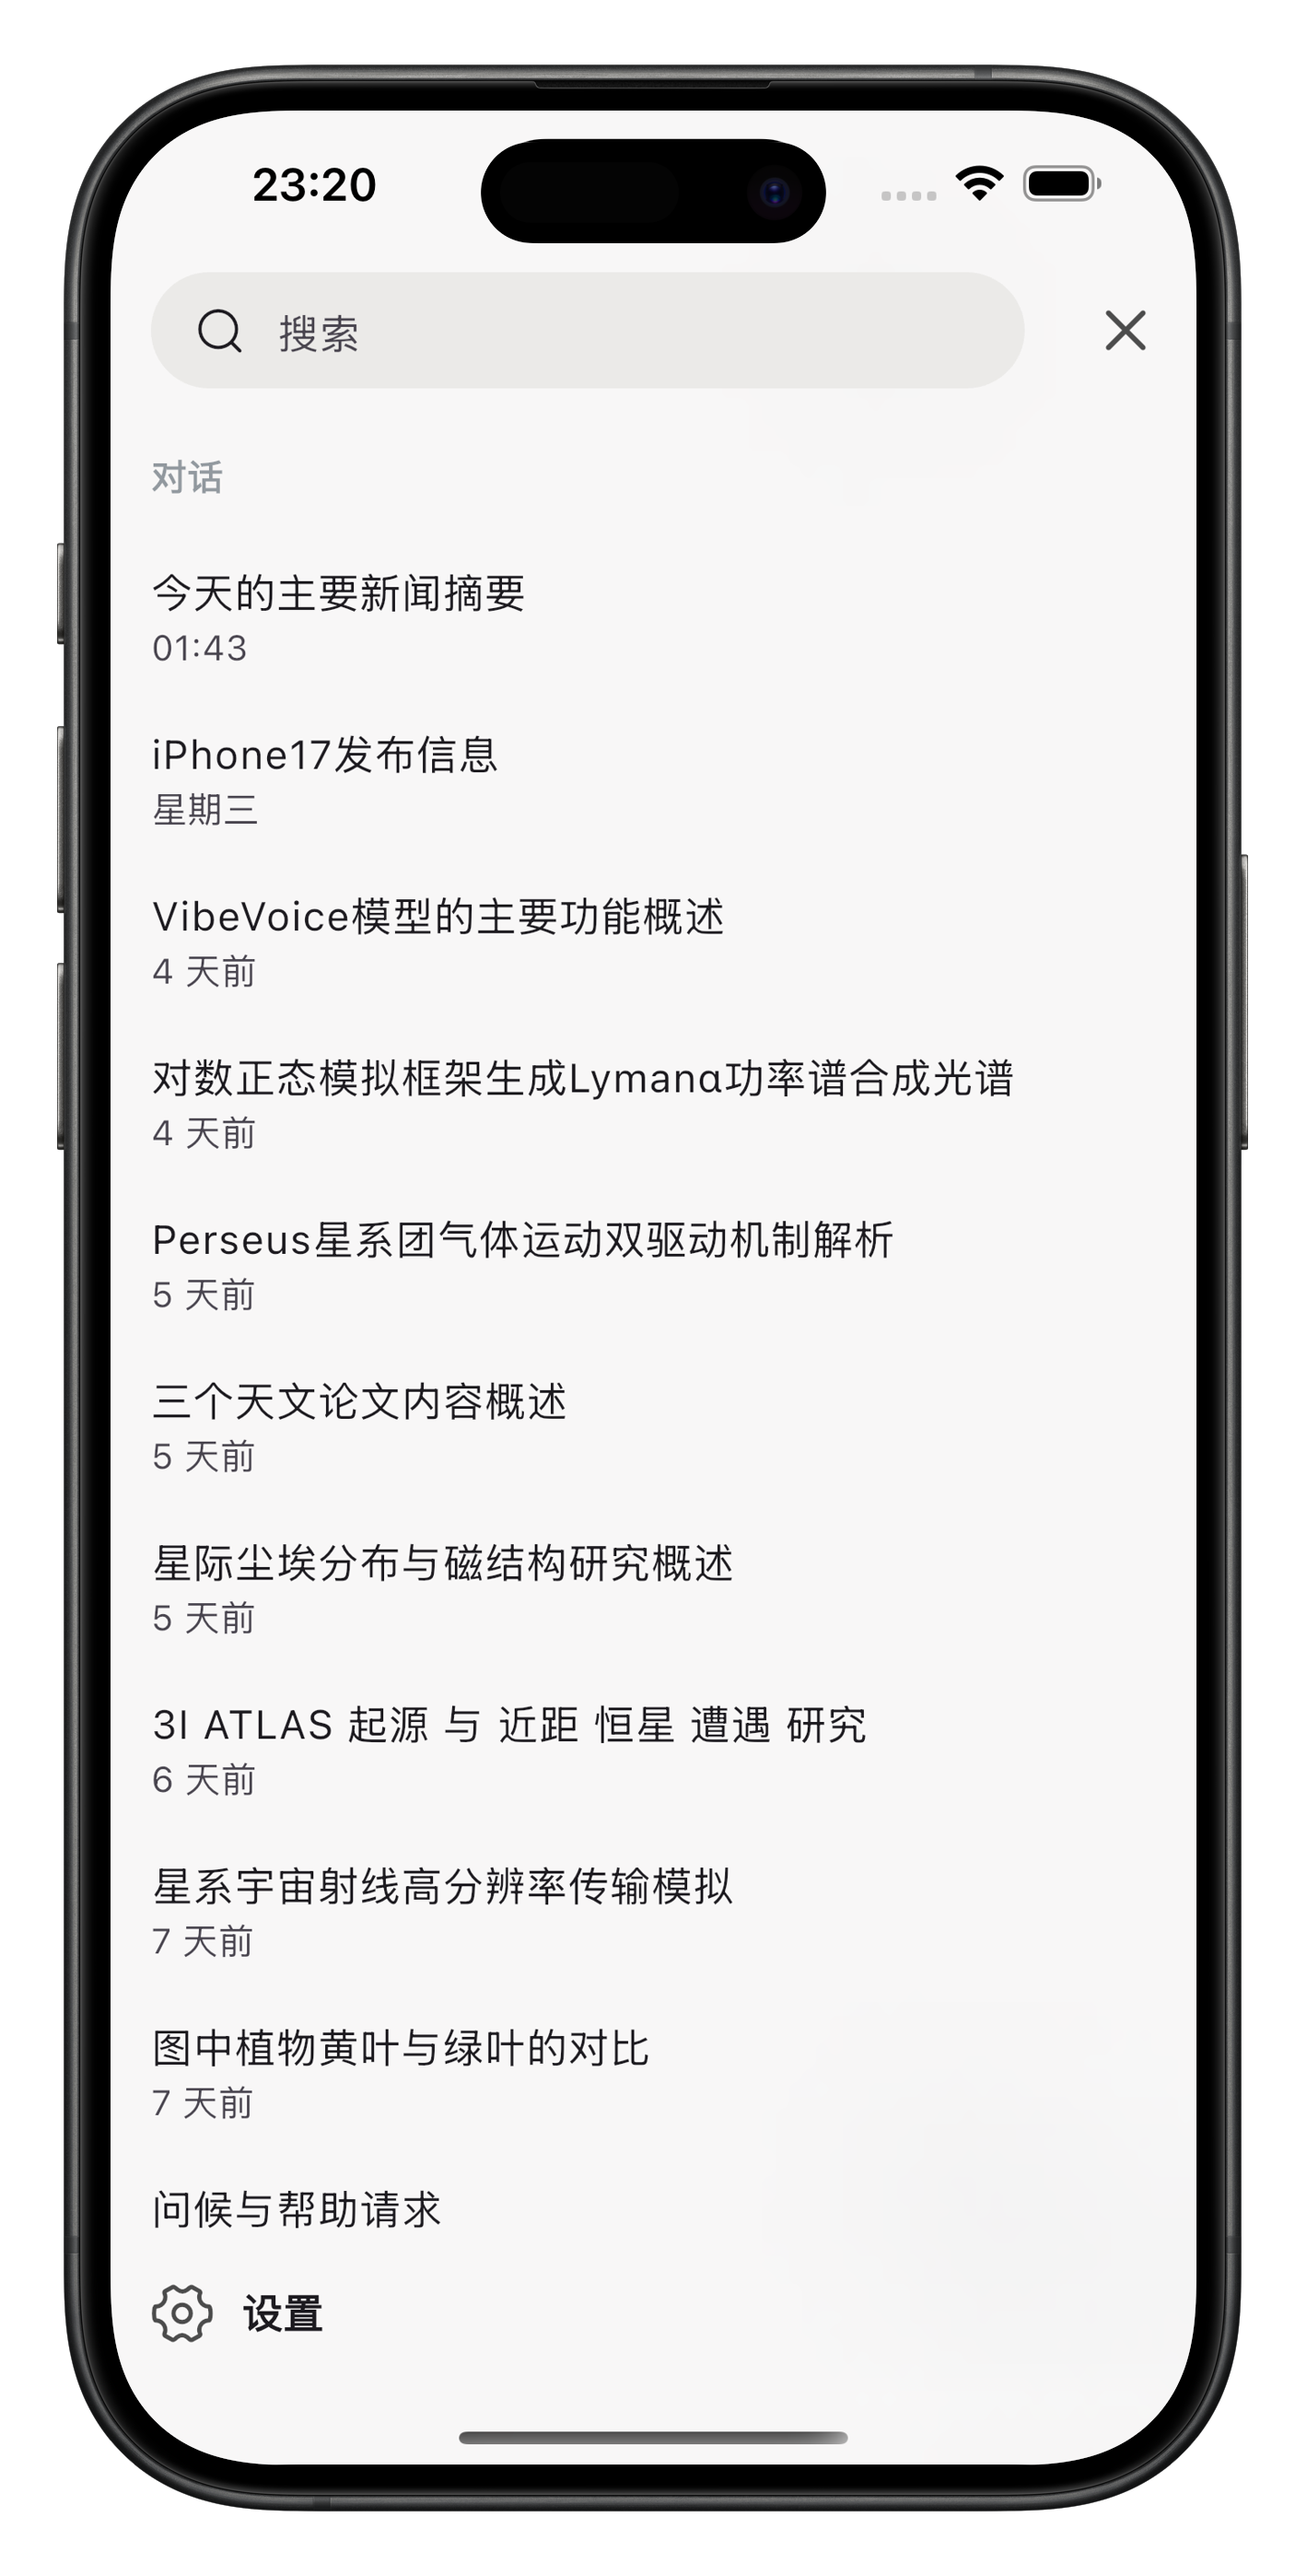 23:20
搜索
对话
今天的主要新闻摘要
01:43
iPhone17发布信息
星期三
VibeVoice模型的主要功能概述
4 天前
对数正态模拟框架生成Lymanα功率谱合成光谱
4 天前
Perseus星系团气体运动双驱动机制解析
5 天前
三个天文论文内容概述
5 天前
星际尘埃分布与磁结构研究概述
5 天前
3I ATLAS 起源 与 近距 恒星 遭遇 研究
6 天前
星系宇宙射线高分辨率传输模拟
7 天前
图中植物黄叶与绿叶的对比
7 天前
问候与帮助请求
设置